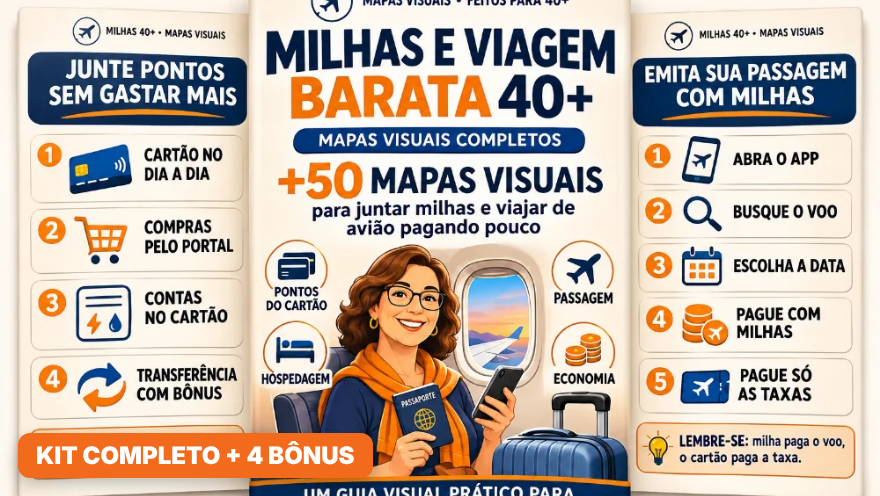 MILHAS 40+ • MAPAS VISUAIS
JUNTE PONTOS
SEM GASTAR MAIS
1
CARTÃO NO
DIA A DIA
2
COMPRAS
PELO PORTAL
3
CONTAS
NO CARTÃO
4
TRANSFERÊNCIA
COM BÔNUS
KIT COMPLETO + 4 BÔNUS
MAPAS VISUAIS • FEITOS PARA 40+
MILHAS E VIAGEM
BARATA 40+
MAPAS VISUAIS COMPLETOS
+50 MAPAS VISUAIS
para juntar milhas e viajar de
avião pagando pouco
PONTOS
DO CARTÃO
HOSPEDAGEM
PASSAGEM
ECONOMIA
PASSAPORTE
UM GUIA VISUAL PRÁTICO PARA
MILHAS 40+ • MAPAS VISUAIS
EMITA SUA PASSAGEM
COM MILHAS
1
ABRA O APP
2
BUSQUE O VOO
3
ESCOLHA A DATA
4
PAGUE COM
MILHAS
5
PAGUE SÓ
AS TAXAS
LEMBRE-SE: milha paga o voo,
o cartão paga a taxa.